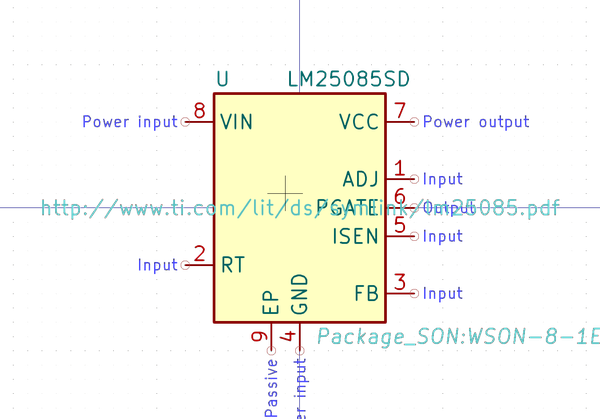 U LM25085SD
Power input 8 VIN VCC 7 Power output
ADJ 1 Input
PGATE 6 Output
http://www.ti.com/lit/ds/symlink/lm25085.pdf
ISEN 5 Input
Input 2 RT
FB 3 Input
EP
GND
9
4
Package_SON:WSON-8-1E
Passive
er input